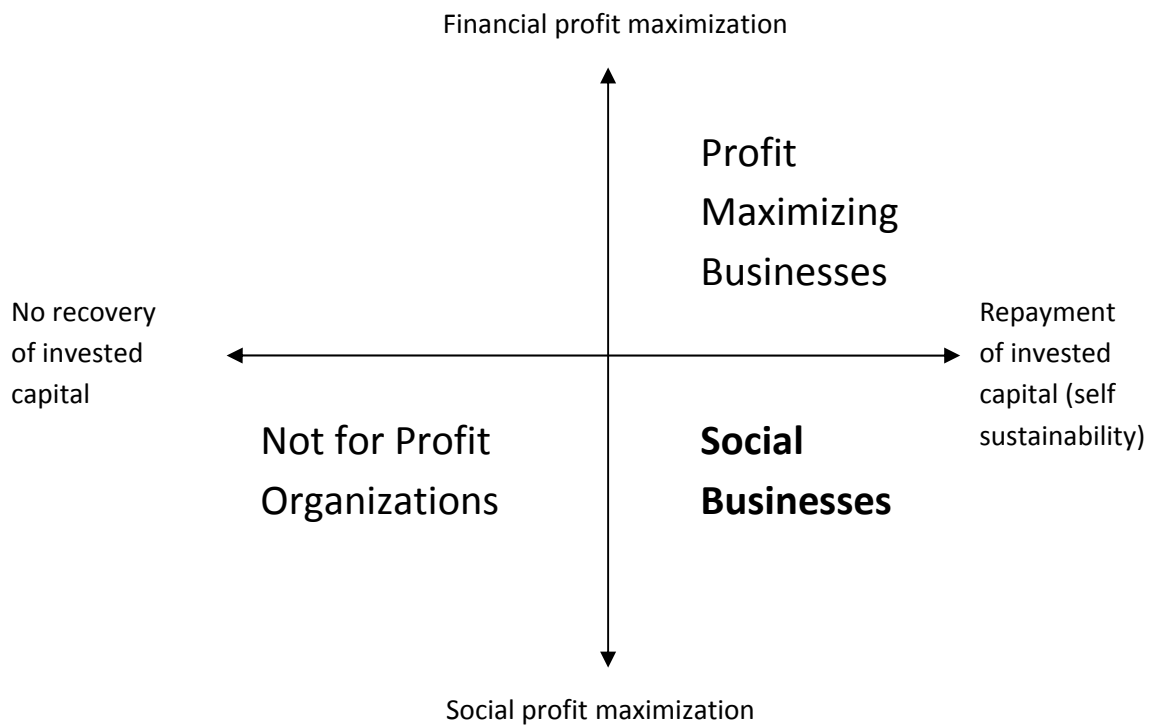 Financial profit maximization
Profit
Maximizing
Businesses
No recovery
of invested
capital
Repayment
of invested
capital (self
sustainability)
Not for Profit
Organizations
Social
Businesses
Social profit maximization